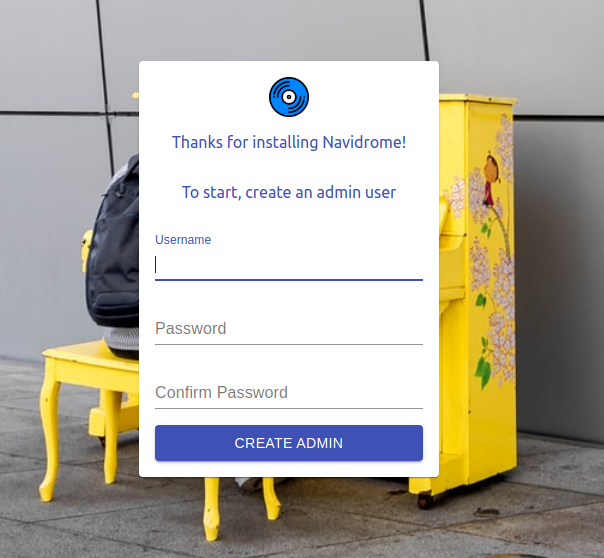 Thanks for installing Navidrome!
To start, create an admin user
Username
Password
Confirm Password
CREATE ADMIN